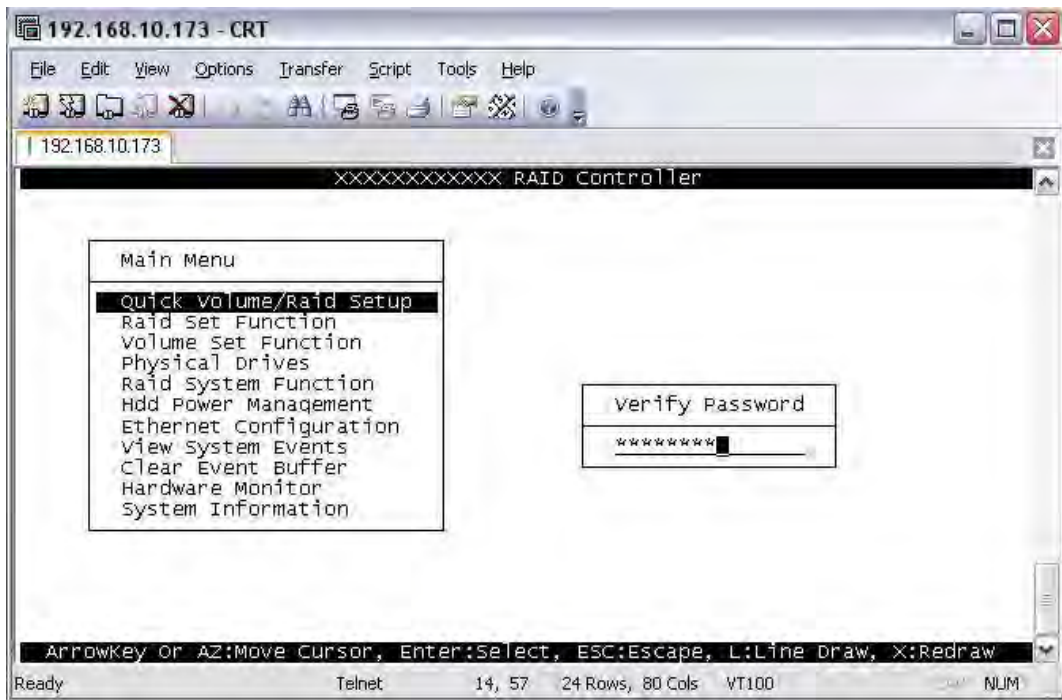 192.168.10.173 - CRT
File Edit View Options Transfer Script Tools Help
192.168.10.173
XXXXXXXXXXXX RAID Controller
Main Menu
Quick Volume/Raid Setup
Raid Set Function
Volume Set Function
Physical Drives
Raid System Function
Hdd Power Management
Ethernet Configuration
View System Events
Clear Event Buffer
Hardware Monitor
System Information
Verify Password
********
ArrowKey Or AZ:Move Cursor, Enter:Select, ESC:Escape, L:Line Draw, X:Redraw
Ready Telnet 14, 57 24 Rows, 80 Cols VT100 NUM